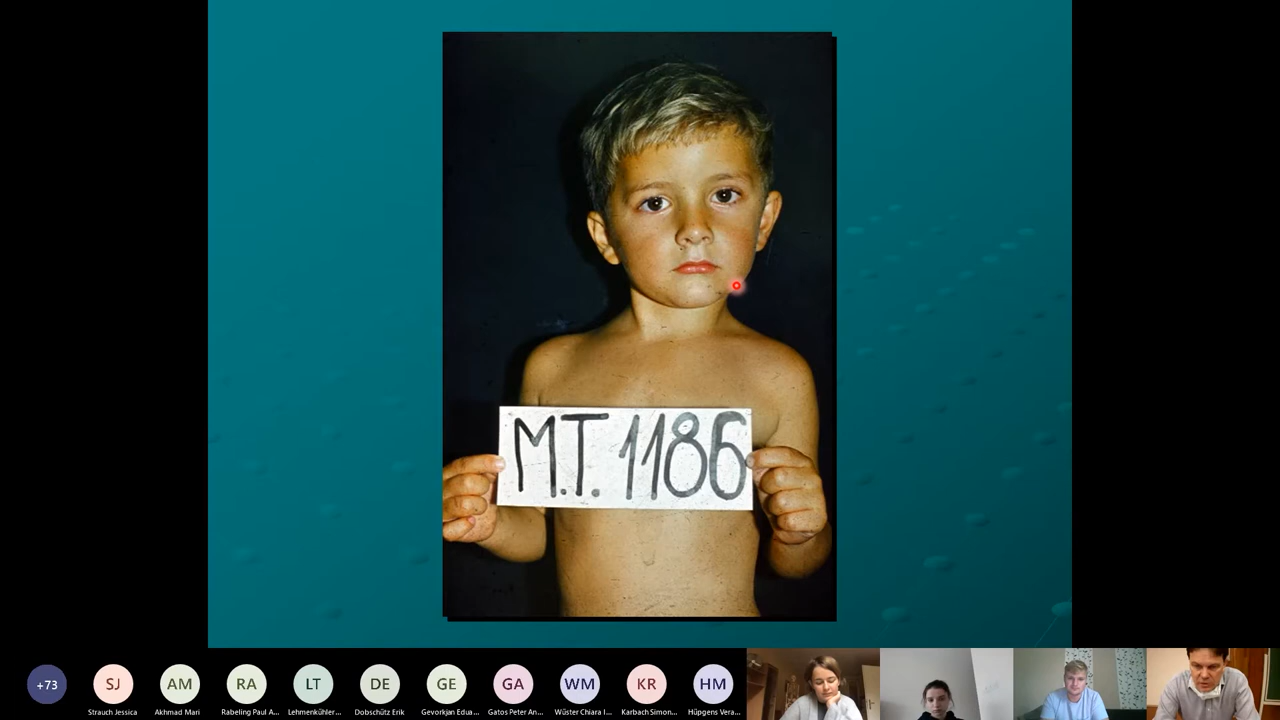 M.T. 1186
+73
SJ
AM
RA
LT
DE
GE
GA
WM
KR
HM
Strauch Jessica
Akhmad Mari
Rabeling Paul A...
Lehmenkühler...
Dobschütz Erik
Gevorkjan Edua...
Gatos Peter An...
Wüster Chiara I...
Karbach Simon...
Hüpgens Vera...